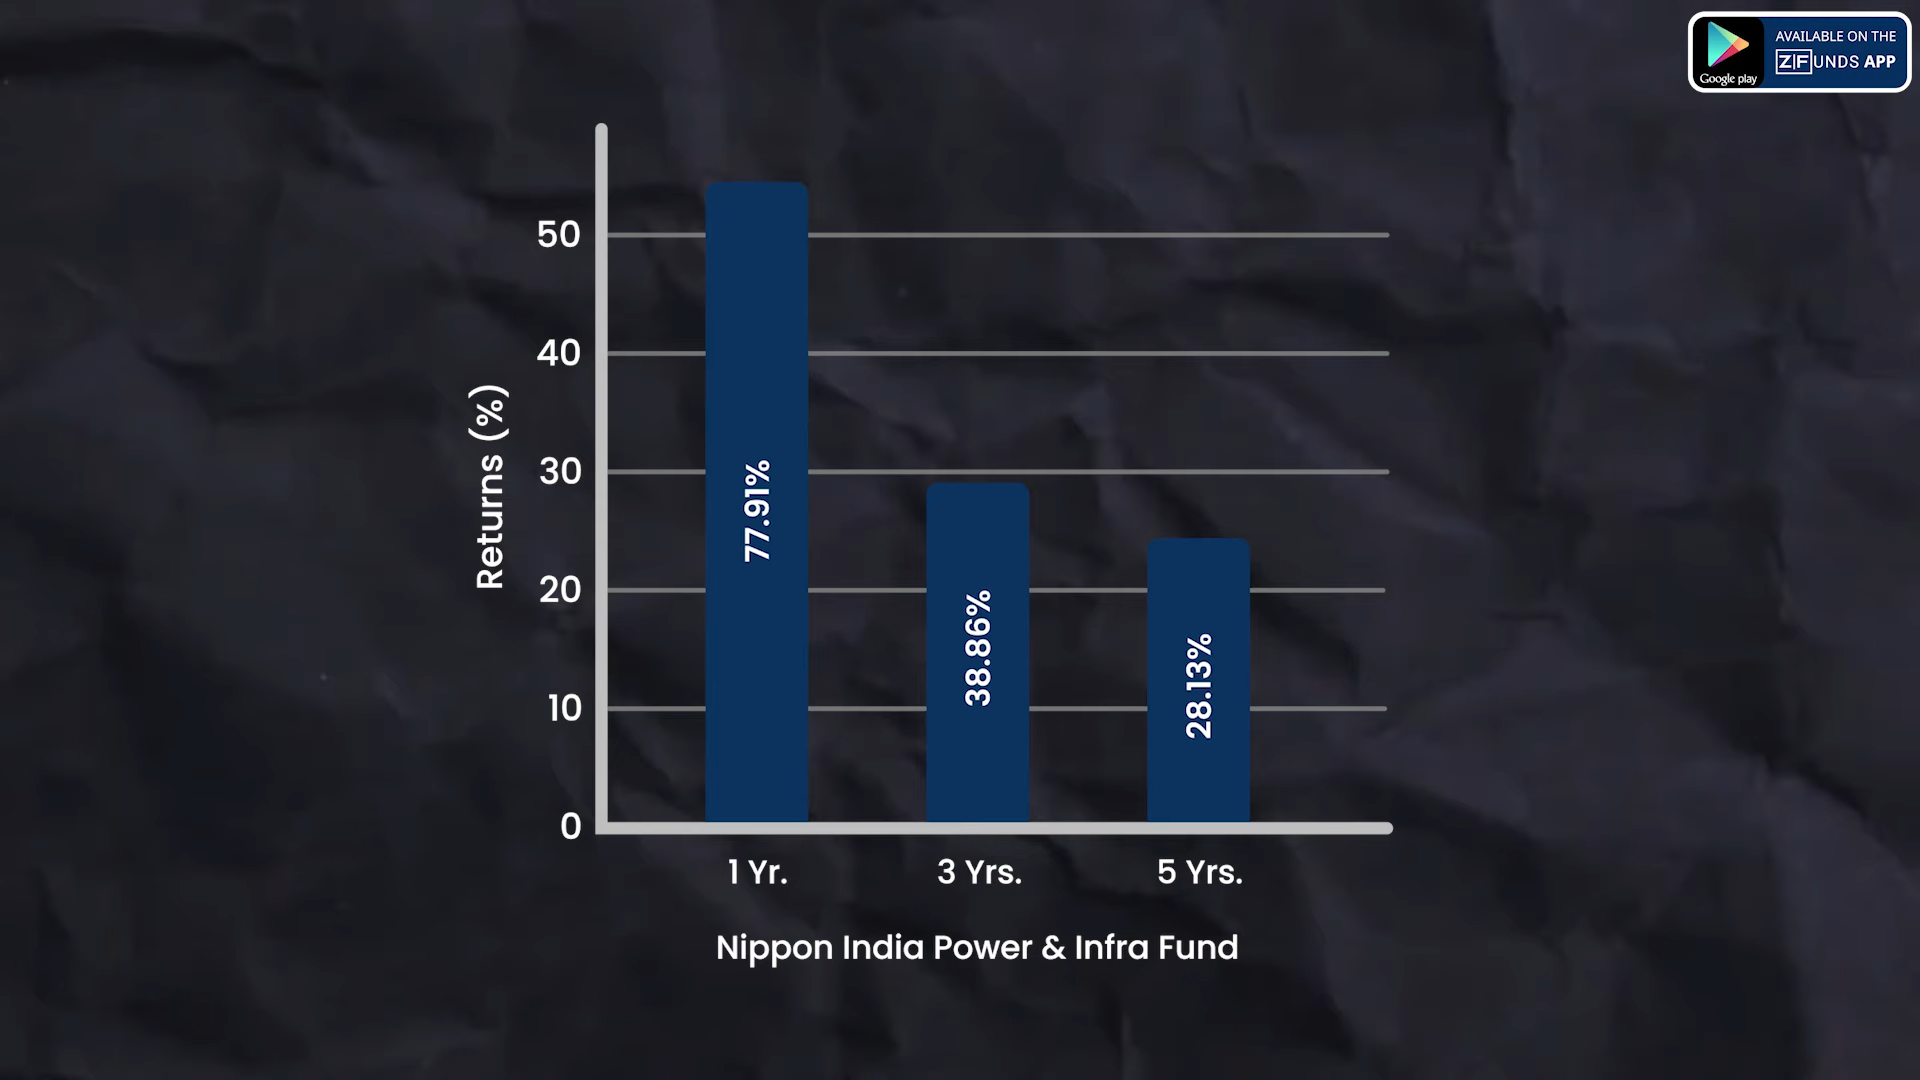 AVAILABLE ON THE
ZFUNDS APP
Google play
50
40
30
20
10
0
Returns (%)
77.91%
38.86%
28.13%
1 Yr.
3 Yrs.
5 Yrs.
Nippon India Power & Infra Fund